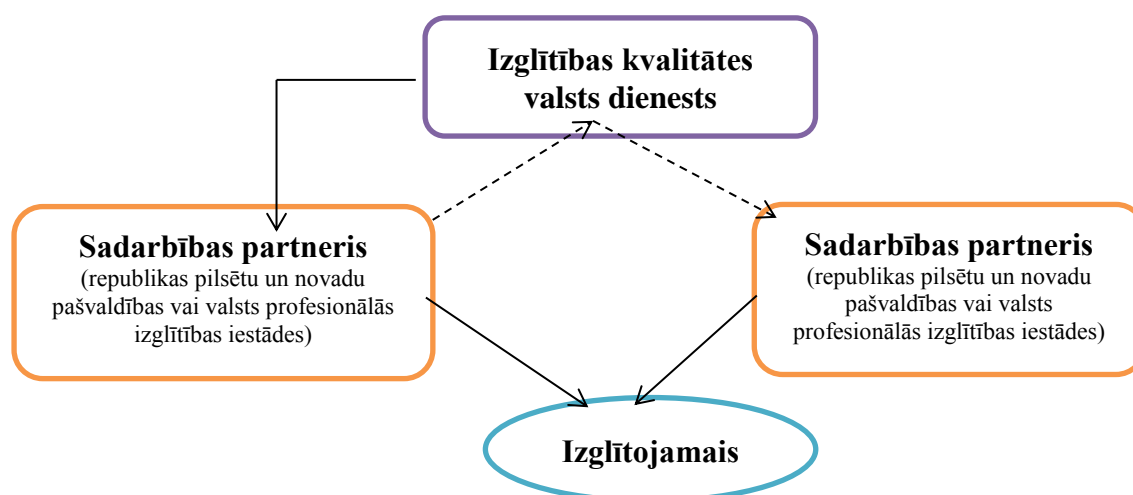 Izglītības kvalitātes
valsts dienests
Sadarbības partneris
(republikas pilsētu un novadu
pašvaldības vai valsts profesionālās
izglītības iestādes)
Sadarbības partneris
(republikas pilsētu un novadu
pašvaldības vai valsts
profesionālās izglītības iestādes)
Izglītojamais